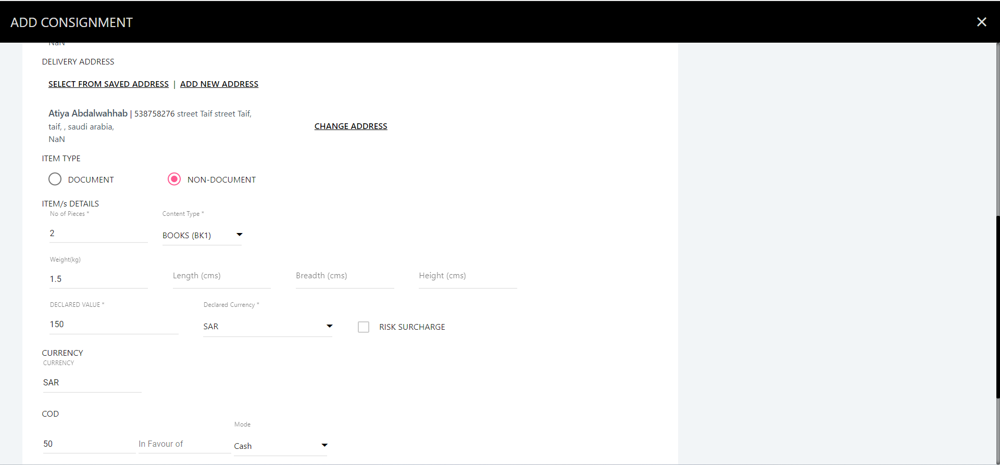 ADD CONSIGNMENT
NaN
DELIVERY ADDRESS
SELECT FROM SAVED ADDRESS | ADD NEW ADDRESS
Atiya Abdalwahhab | 538758276 street Taif street Taif,
taif, , saudi arabia,
CHANGE ADDRESS
NaN
ITEM TYPE
DOCUMENT NON-DOCUMENT
ITEM/s DETAILS
No of Pieces * Content Type *
2 BOOKS (BK1)
Weight(kg)
1.5 Length (cms) Breadth (cms) Height (cms)
DECLARED VALUE * Declared Currency *
150 SAR RISK SURCHARGE
CURRENCY
CURRENCY
SAR
COD
Mode
50 In Favour of Cash